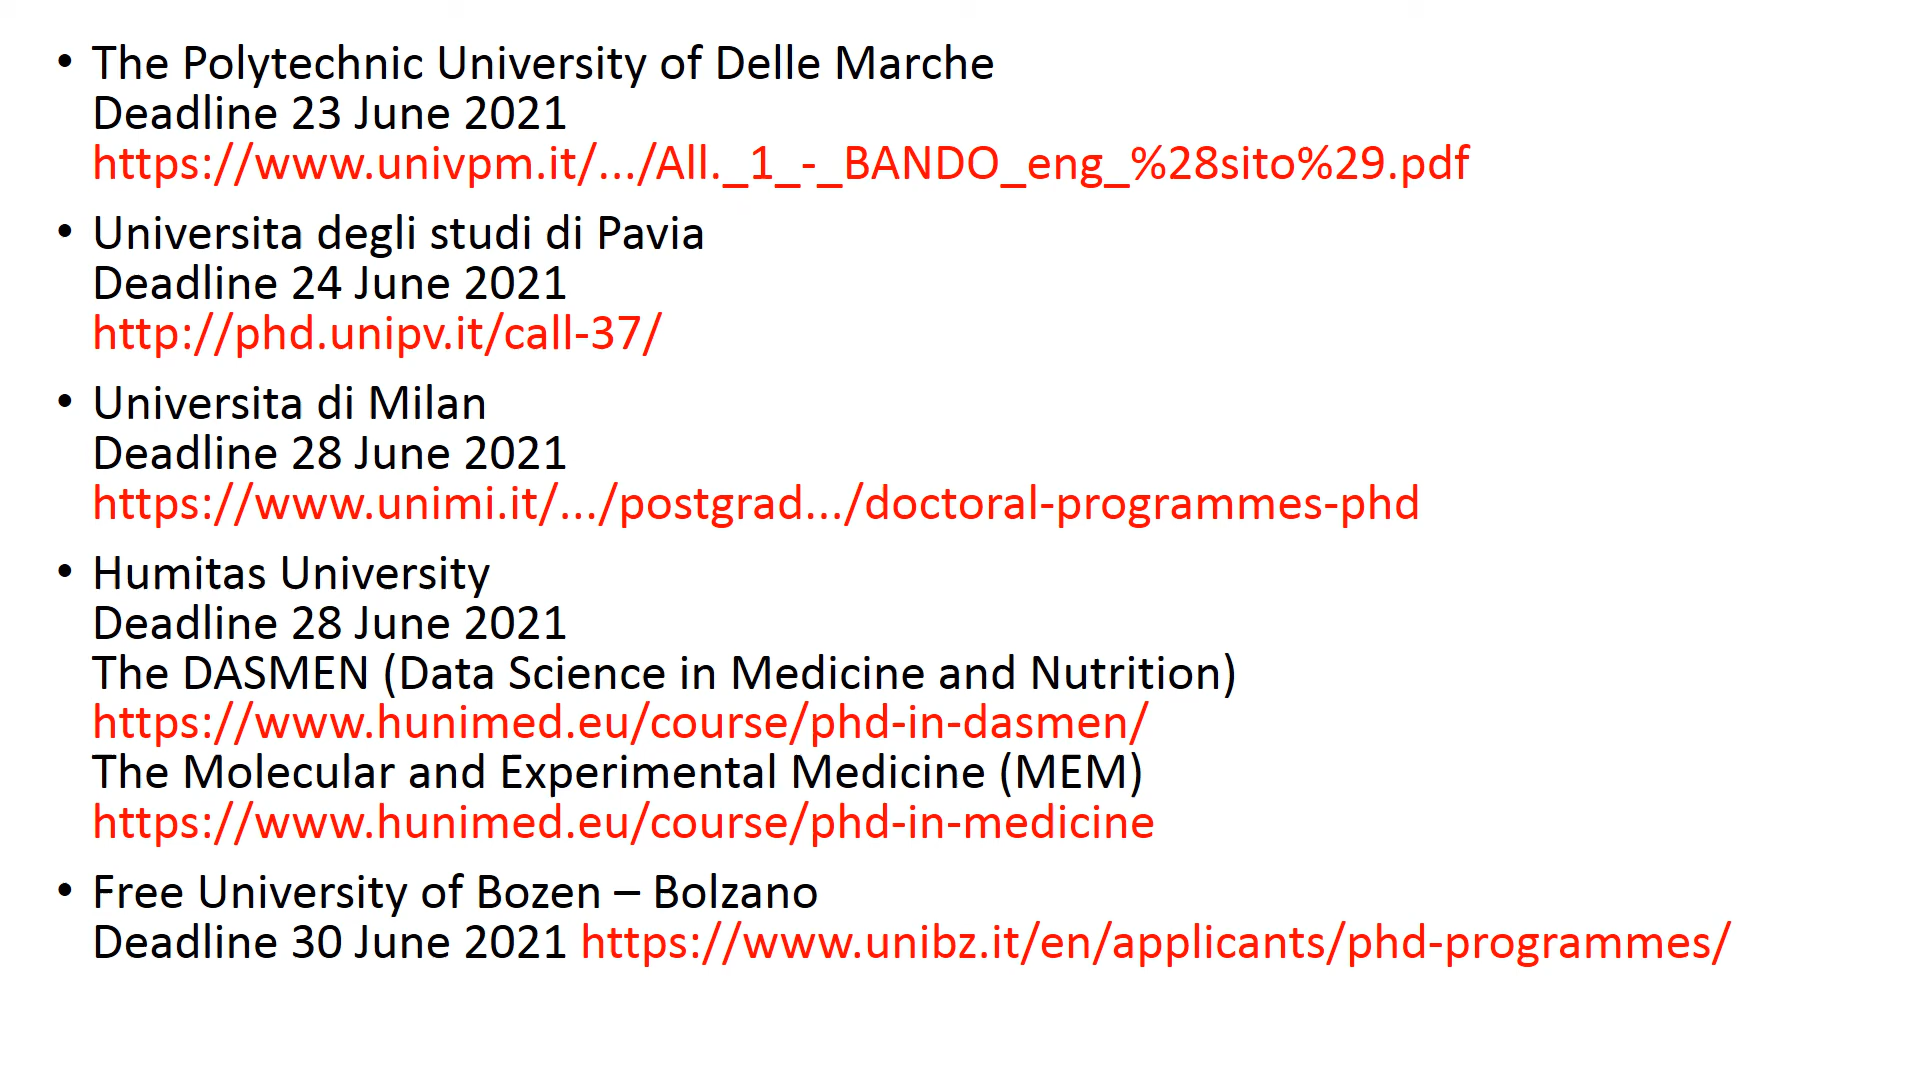 • The Polytechnic University of Delle Marche
Deadline 23 June 2021
https://www.univpm.it/.../All._1_-_BANDO_eng_%28sito%29.pdf
• Universita degli studi di Pavia
Deadline 24 June 2021
http://phd.unipv.it/call-37/
• Universita di Milan
Deadline 28 June 2021
https://www.unimi.it/.../postgrad.../doctoral-programmes-phd
• Humitas University
Deadline 28 June 2021
The DASMEN (Data Science in Medicine and Nutrition)
https://www.hunimed.eu/course/phd-in-dasmen/
The Molecular and Experimental Medicine (MEM)
https://www.hunimed.eu/course/phd-in-medicine
• Free University of Bozen – Bolzano
Deadline 30 June 2021 https://www.unibz.it/en/applicants/phd-programmes/